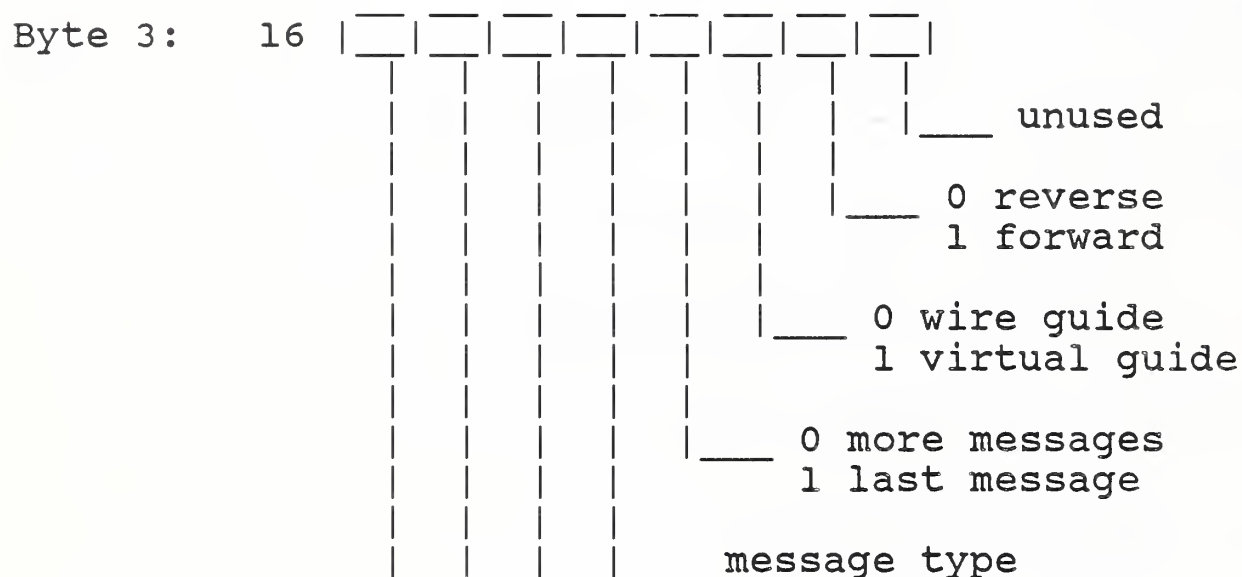 Byte 3: 16
unused
0 reverse
1 forward
0 wire guide
1 virtual guide
0 more messages
1 last message
message type